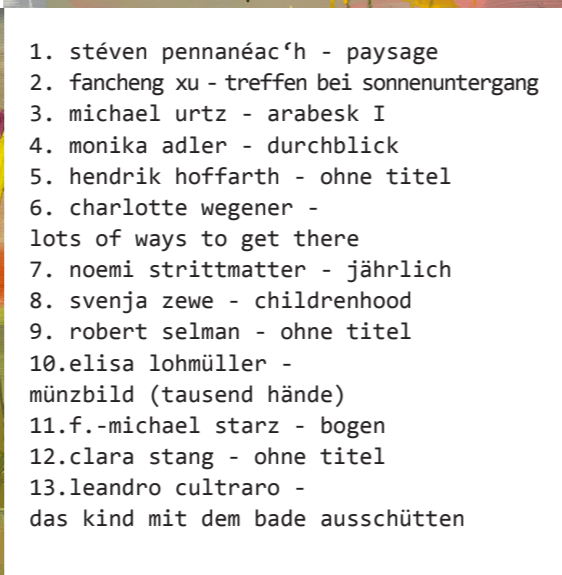 1. stéven pennanéac‘h - paysage
2. fancheng xu - treffen bei sonnenuntergang
3. michael urtz - arabesk I
4. monika adler - durchblick
5. hendrik hoffarth - ohne titel
6. charlotte wegener -
lots of ways to get there
7. noemi strittmatter - jährlich
8. svenja zewe - childrenhood
9. robert selman - ohne titel
10.elisa lohmüller -
münzbild (tausend hände)
11.f.-michael starz - bogen
12.clara stang - ohne titel
13.leandro cultraro -
das kind mit dem bade ausschütten